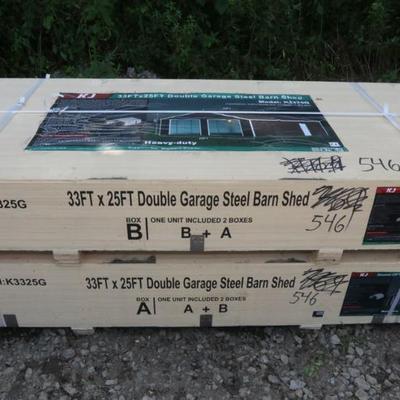 KJ
33FTx25FT Double Garage Steel Barn Shed
Model: K3325G
Heavy-duty
546
33FT x 25FT Double Garage Steel Barn Shed
K3325G
546
BOX
ONE UNIT INCLUDED 2 BOXES
B
B + A
KJ
33FT x 25FT Double Garage Steel Barn Shed
:K3325G
546
BOX
ONE UNIT INCLUDED 2 BOXES
A
A + B
KJ